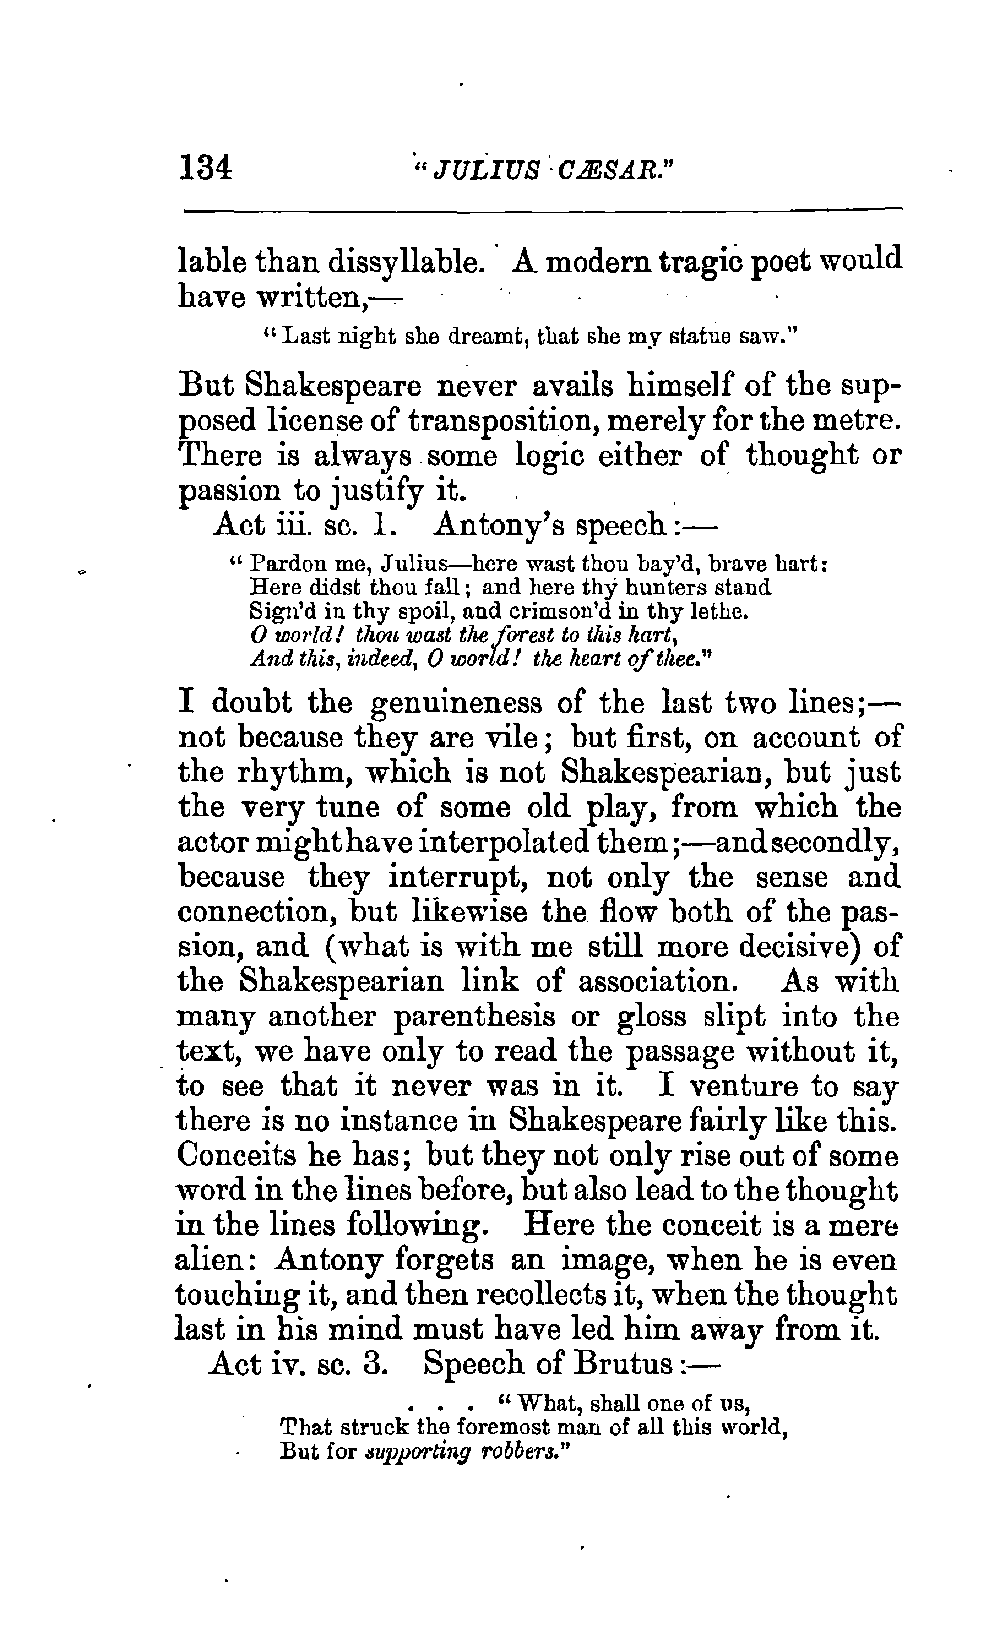 134 "JULIUS CÆSAR."
lable than dissyllable. A modern tragic poet would
have written,—
"Last night she dreamt, that she my statue saw."
But Shakespeare never avails himself of the sup-
posed license of transposition, merely for the metre.
There is always some logic either of thought or
passion to justify it.
Act iii. sc. 1. Antony's speech:—
"Pardon me, Julius—here wast thou bay'd, brave hart:
Here didst thou fall; and here thy hunters stand
Sign'd in thy spoil, and crimson'd in thy lethe.
O world! thou wast the forest to this hart,
And this, indeed, O world! the heart of thee."
I doubt the genuineness of the last two lines;—
not because they are vile; but first, on account of
the rhythm, which is not Shakespearian, but just
the very tune of some old play, from which the
actor might have interpolated them;—and secondly,
because they interrupt, not only the sense and
connection, but likewise the flow both of the pas-
sion, and (what is with me still more decisive) of
the Shakespearian link of association. As with
many another parenthesis or gloss slipt into the
text, we have only to read the passage without it,
to see that it never was in it. I venture to say
there is no instance in Shakespeare fairly like this.
Conceits he has; but they not only rise out of some
word in the lines before, but also lead to the thought
in the lines following. Here the conceit is a mere
alien: Antony forgets an image, when he is even
touching it, and then recollects it, when the thought
last in his mind must have led him away from it.
Act iv. sc. 3. Speech of Brutus:—
. . . "What, shall one of us,
That struck the foremost man of all this world,
But for supporting robbers."